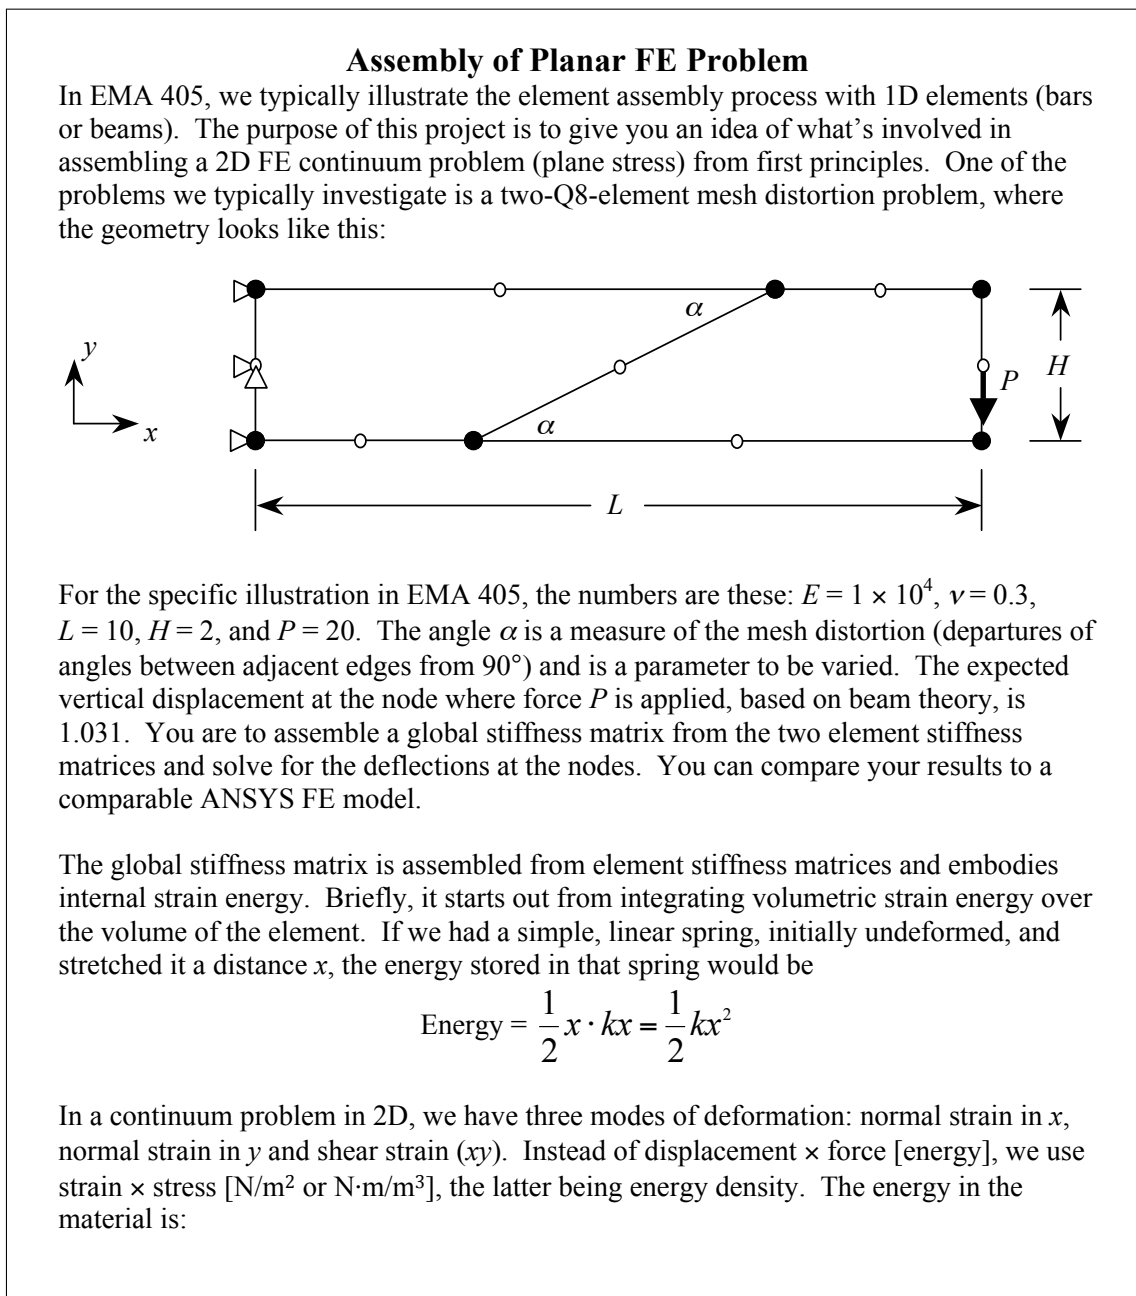 Assembly of Planar FE Problem
In EMA 405, we typically illustrate the element assembly process with 1D elements (bars
or beams).  The purpose of this project is to give you an idea of what’s involved in
assembling a 2D FE continuum problem (plane stress) from first principles.  One of the
problems we typically investigate is a two-Q8-element mesh distortion problem, where
the geometry looks like this:
α
y
P
H
α
x
L
For the specific illustration in EMA 405, the numbers are these: E = 1 × 10⁴, ν = 0.3,
L = 10, H = 2, and P = 20.  The angle α is a measure of the mesh distortion (departures of
angles between adjacent edges from 90°) and is a parameter to be varied.  The expected
vertical displacement at the node where force P is applied, based on beam theory, is
1.031.  You are to assemble a global stiffness matrix from the two element stiffness
matrices and solve for the deflections at the nodes.  You can compare your results to a
comparable ANSYS FE model.
The global stiffness matrix is assembled from element stiffness matrices and embodies
internal strain energy.  Briefly, it starts out from integrating volumetric strain energy over
the volume of the element.  If we had a simple, linear spring, initially undeformed, and
stretched it a distance x, the energy stored in that spring would be
Energy = 1/2 x · kx = 1/2 kx²
In a continuum problem in 2D, we have three modes of deformation: normal strain in x,
normal strain in y and shear strain (xy).  Instead of displacement × force [energy], we use
strain × stress [N/m² or N·m/m³], the latter being energy density.  The energy in the
material is: